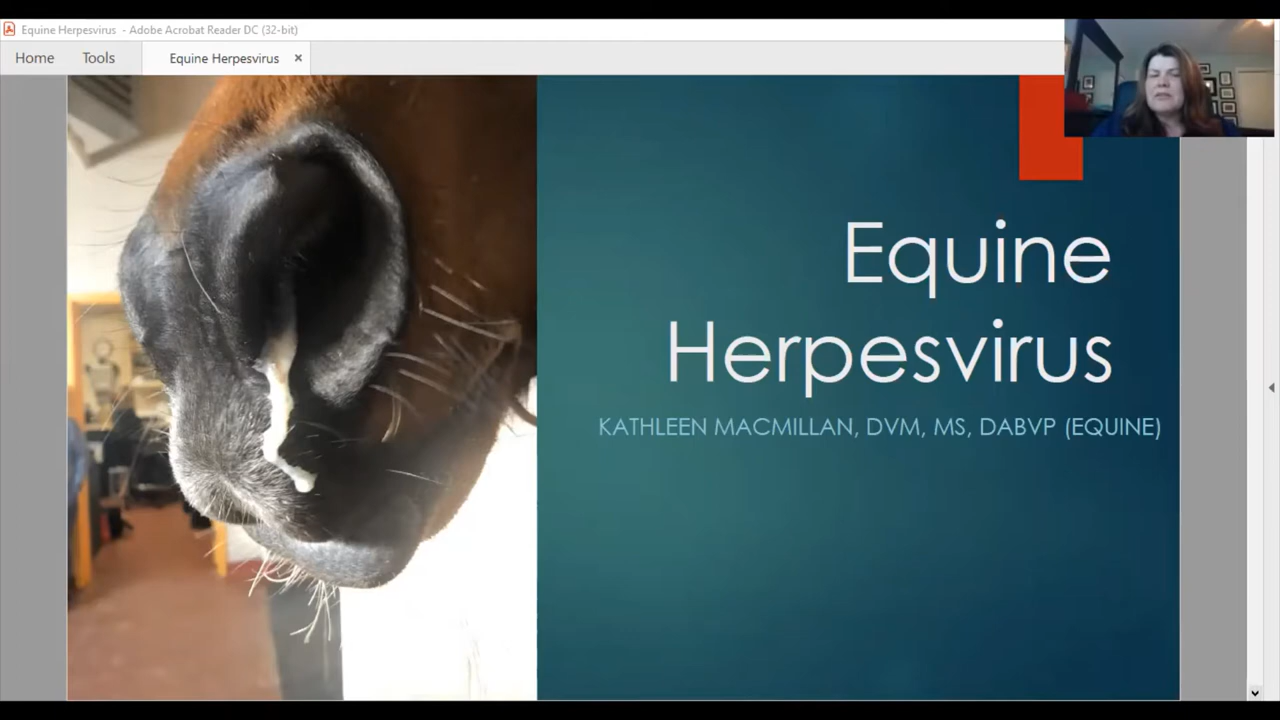 Equine Herpesvirus - Adobe Acrobat Reader DC (32-bit)
Home Tools Equine Herpesvirus ×
Equine
Herpesvirus
KATHLEEN MACMILLAN, DVM, MS, DABVP (EQUINE)